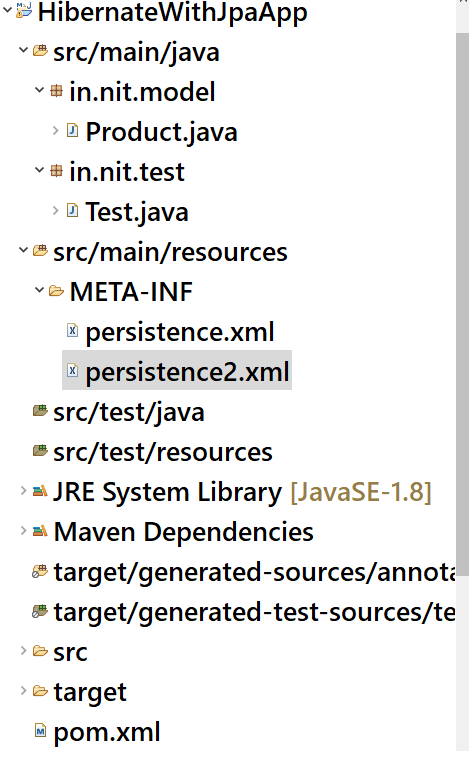 HibernateWithJpaApp
src/main/java
in.nit.model
Product.java
in.nit.test
Test.java
src/main/resources
META-INF
persistence.xml
persistence2.xml
src/test/java
src/test/resources
JRE System Library [JavaSE-1.8]
Maven Dependencies
target/generated-sources/annota
target/generated-test-sources/te
src
target
pom.xml